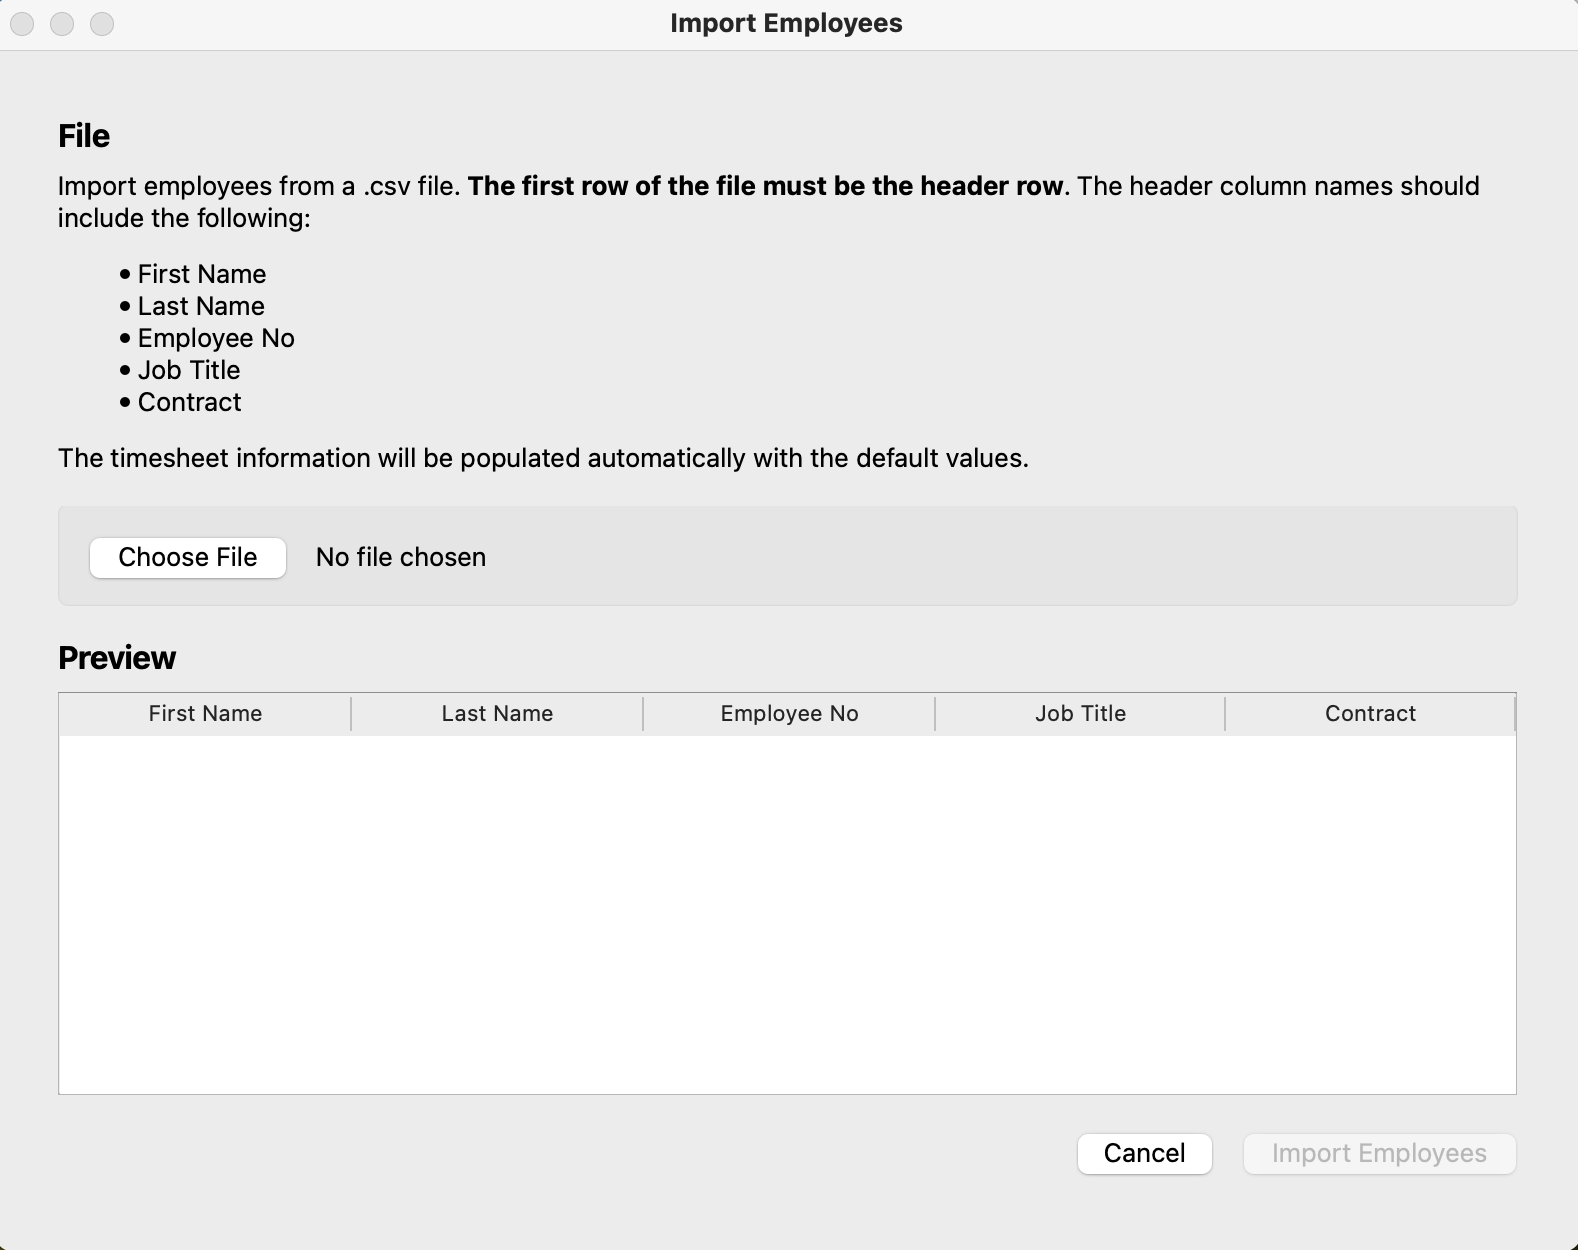 Import Employees
File
Import employees from a .csv file. The first row of the file must be the header row. The header column names should
include the following:
• First Name
• Last Name
• Employee No
• Job Title
• Contract
The timesheet information will be populated automatically with the default values.
Choose File No file chosen
Preview
First Name Last Name Employee No Job Title Contract
Cancel Import Employees